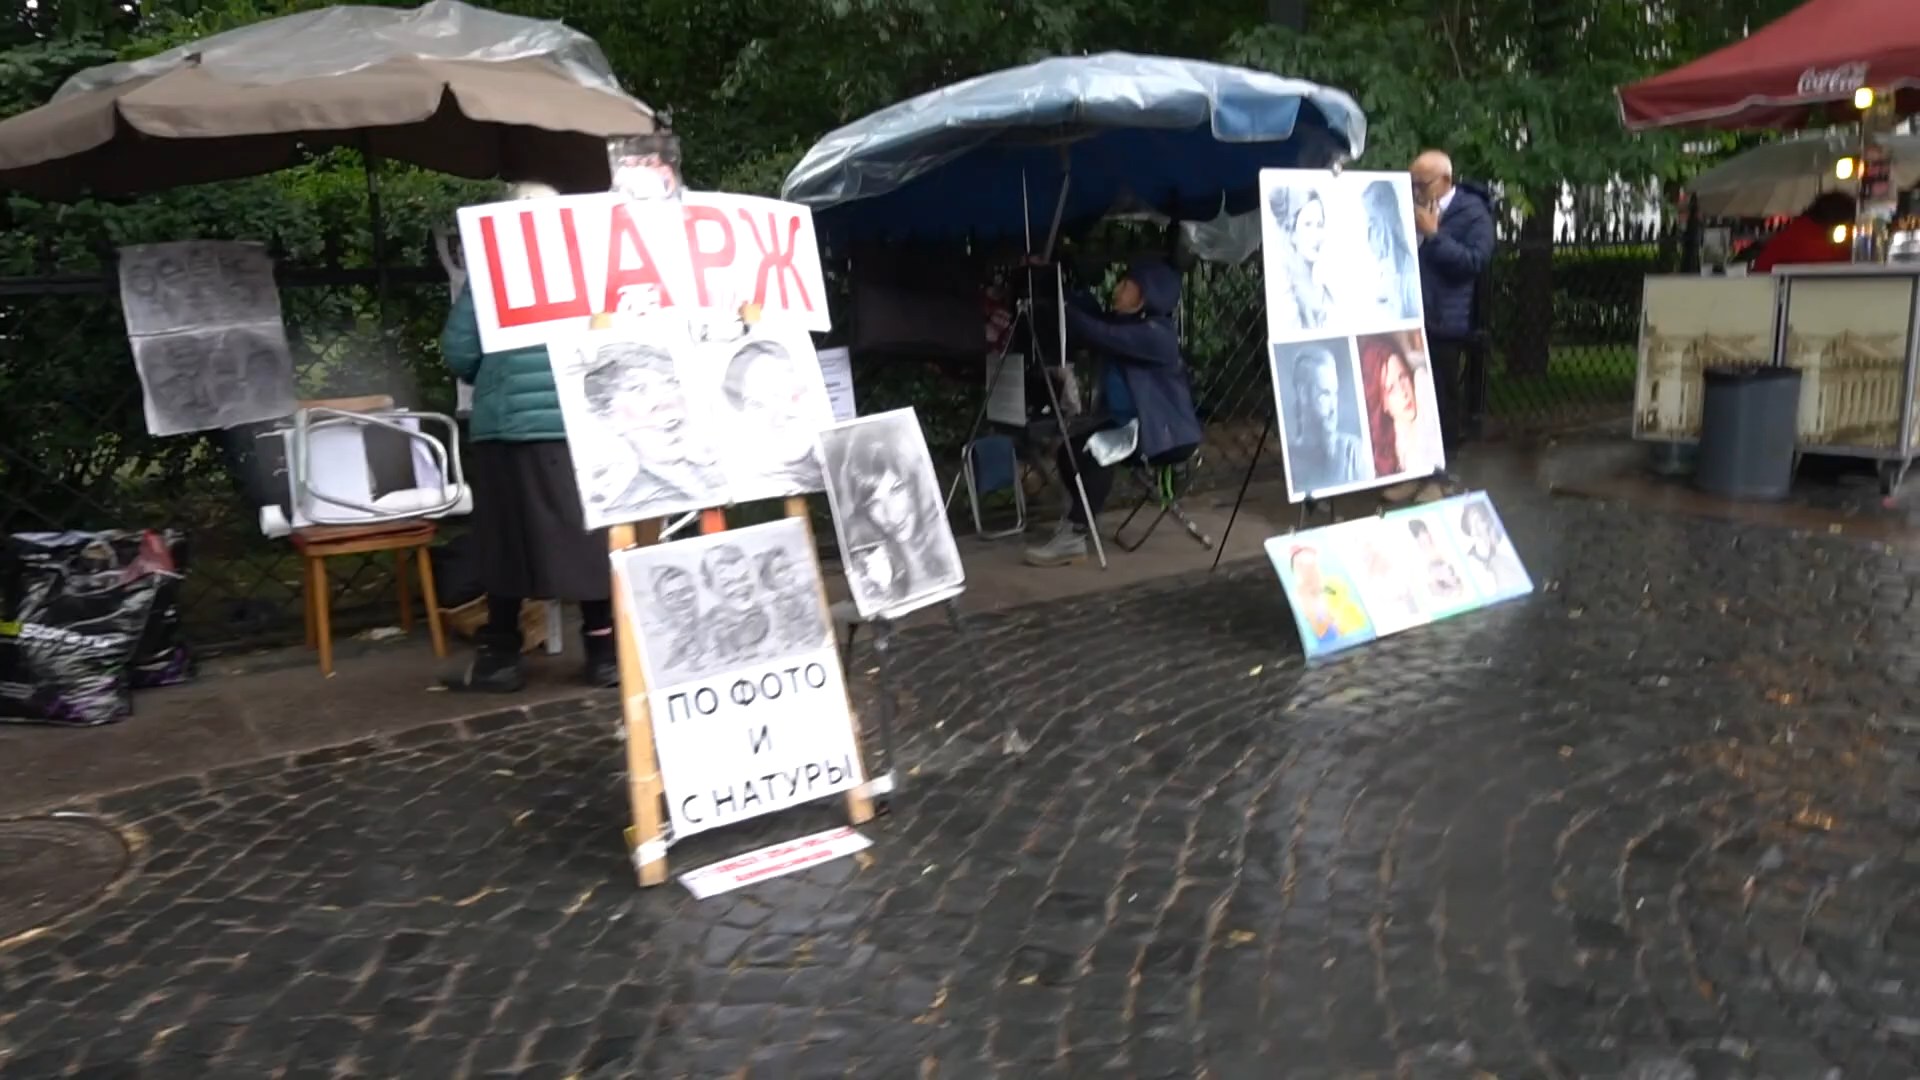 ШАРЖ
ПО ФОТО
И
С НАТУРЫ
Coca-Cola